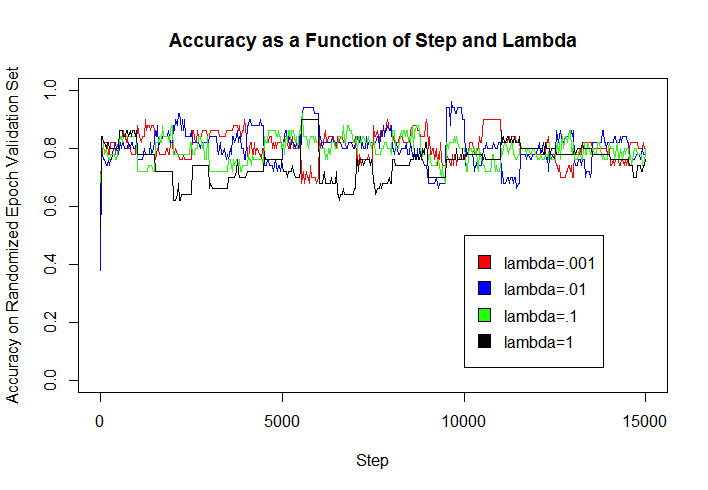 Accuracy as a Function of Step and Lambda
Accuracy on Randomized Epoch Validation Set
1.0
0.8
0.6
0.4
0.2
0.0
lambda=.001
lambda=.01
lambda=.1
lambda=1
0 5000 10000 15000
Step